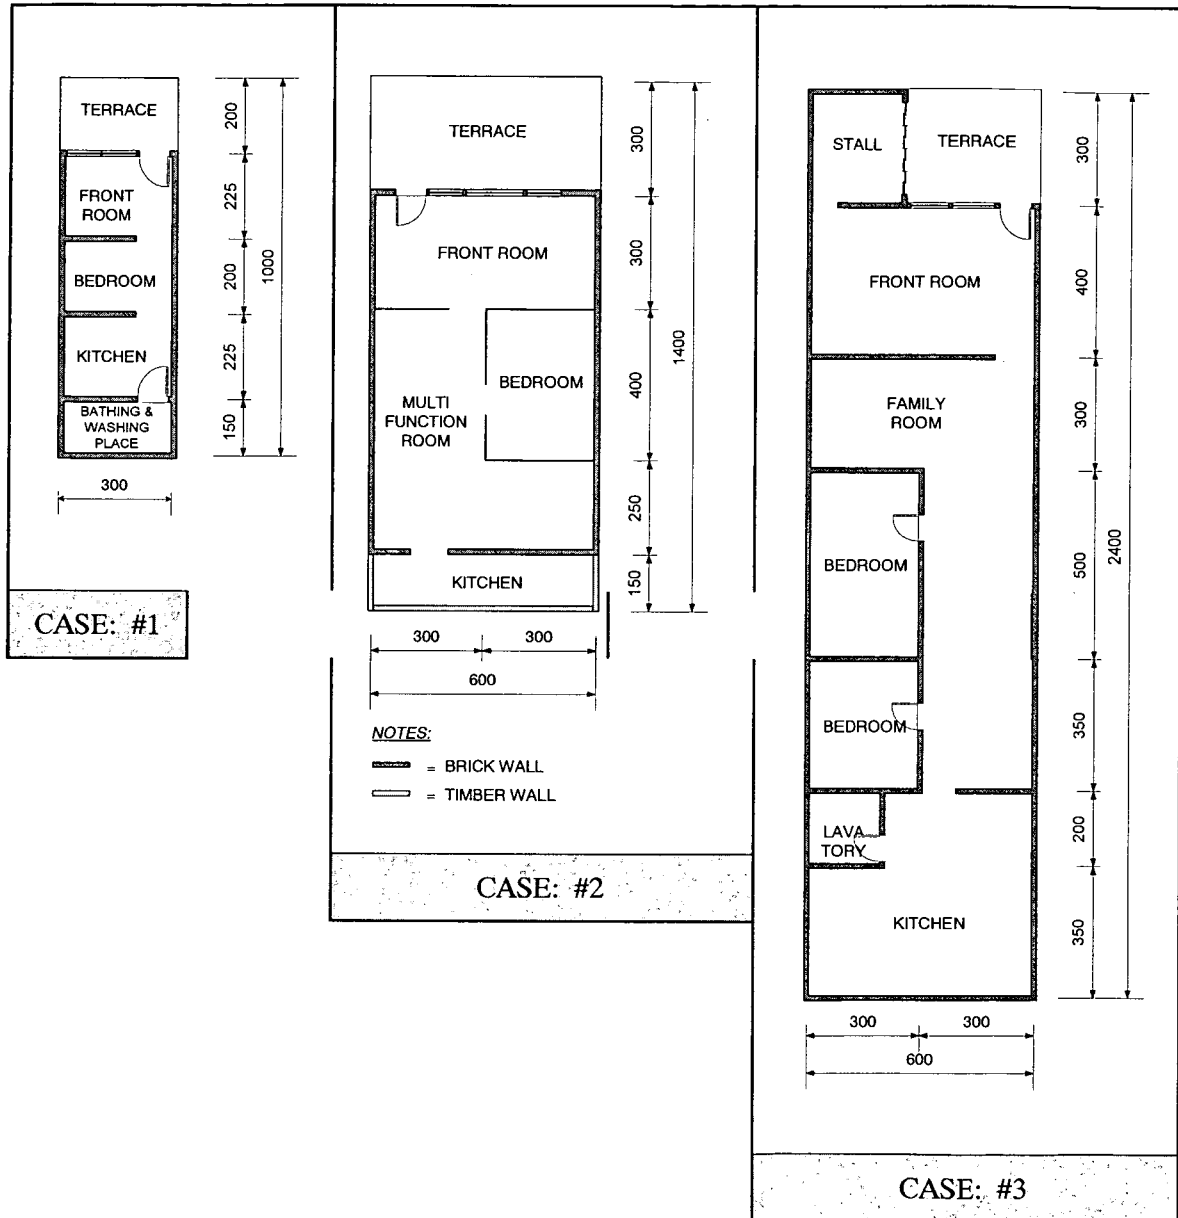 TERRACE
FRONT
ROOM
BEDROOM
KITCHEN
BATHING &
WASHING
PLACE
200
225
200
225
150
1000
300
CASE: #1
TERRACE
FRONT ROOM
BEDROOM
MULTI
FUNCTION
ROOM
KITCHEN
300
300
400
250
150
1400
300
300
600
NOTES:
= BRICK WALL
= TIMBER WALL
CASE: #2
STALL
TERRACE
FRONT ROOM
FAMILY
ROOM
BEDROOM
BEDROOM
LAVA
TORY
KITCHEN
300
400
300
500
350
200
350
2400
300
300
600
CASE: #3